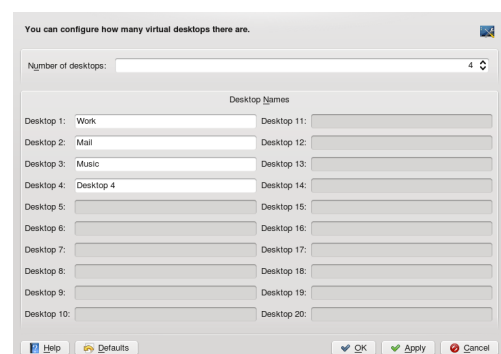 You can configure how many virtual desktops there are.
Number of desktops: 4
Desktop Names
Desktop 1: Work Desktop 11:
Desktop 2: Mail Desktop 12:
Desktop 3: Music Desktop 13:
Desktop 4: Desktop 4 Desktop 14:
Desktop 5: Desktop 15:
Desktop 6: Desktop 16:
Desktop 7: Desktop 17:
Desktop 8: Desktop 18:
Desktop 9: Desktop 19:
Desktop 10: Desktop 20:
Help Defaults OK Apply Cancel